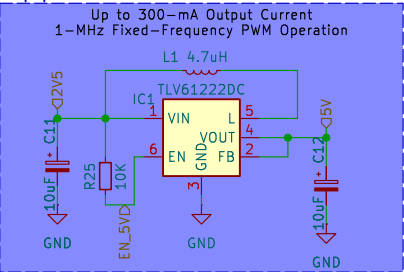 Up to 300-mA Output Current
1-MHz Fixed-Frequency PWM Operation
L1 4.7uH
2V5
IC1
TLV61222DC
5V
C11
10uF
1
VIN
L
5
VOUT
4
6
EN
GND
FB
2
3
R25
10K
EN_5VD
C12
10uF
GND
GND
GND